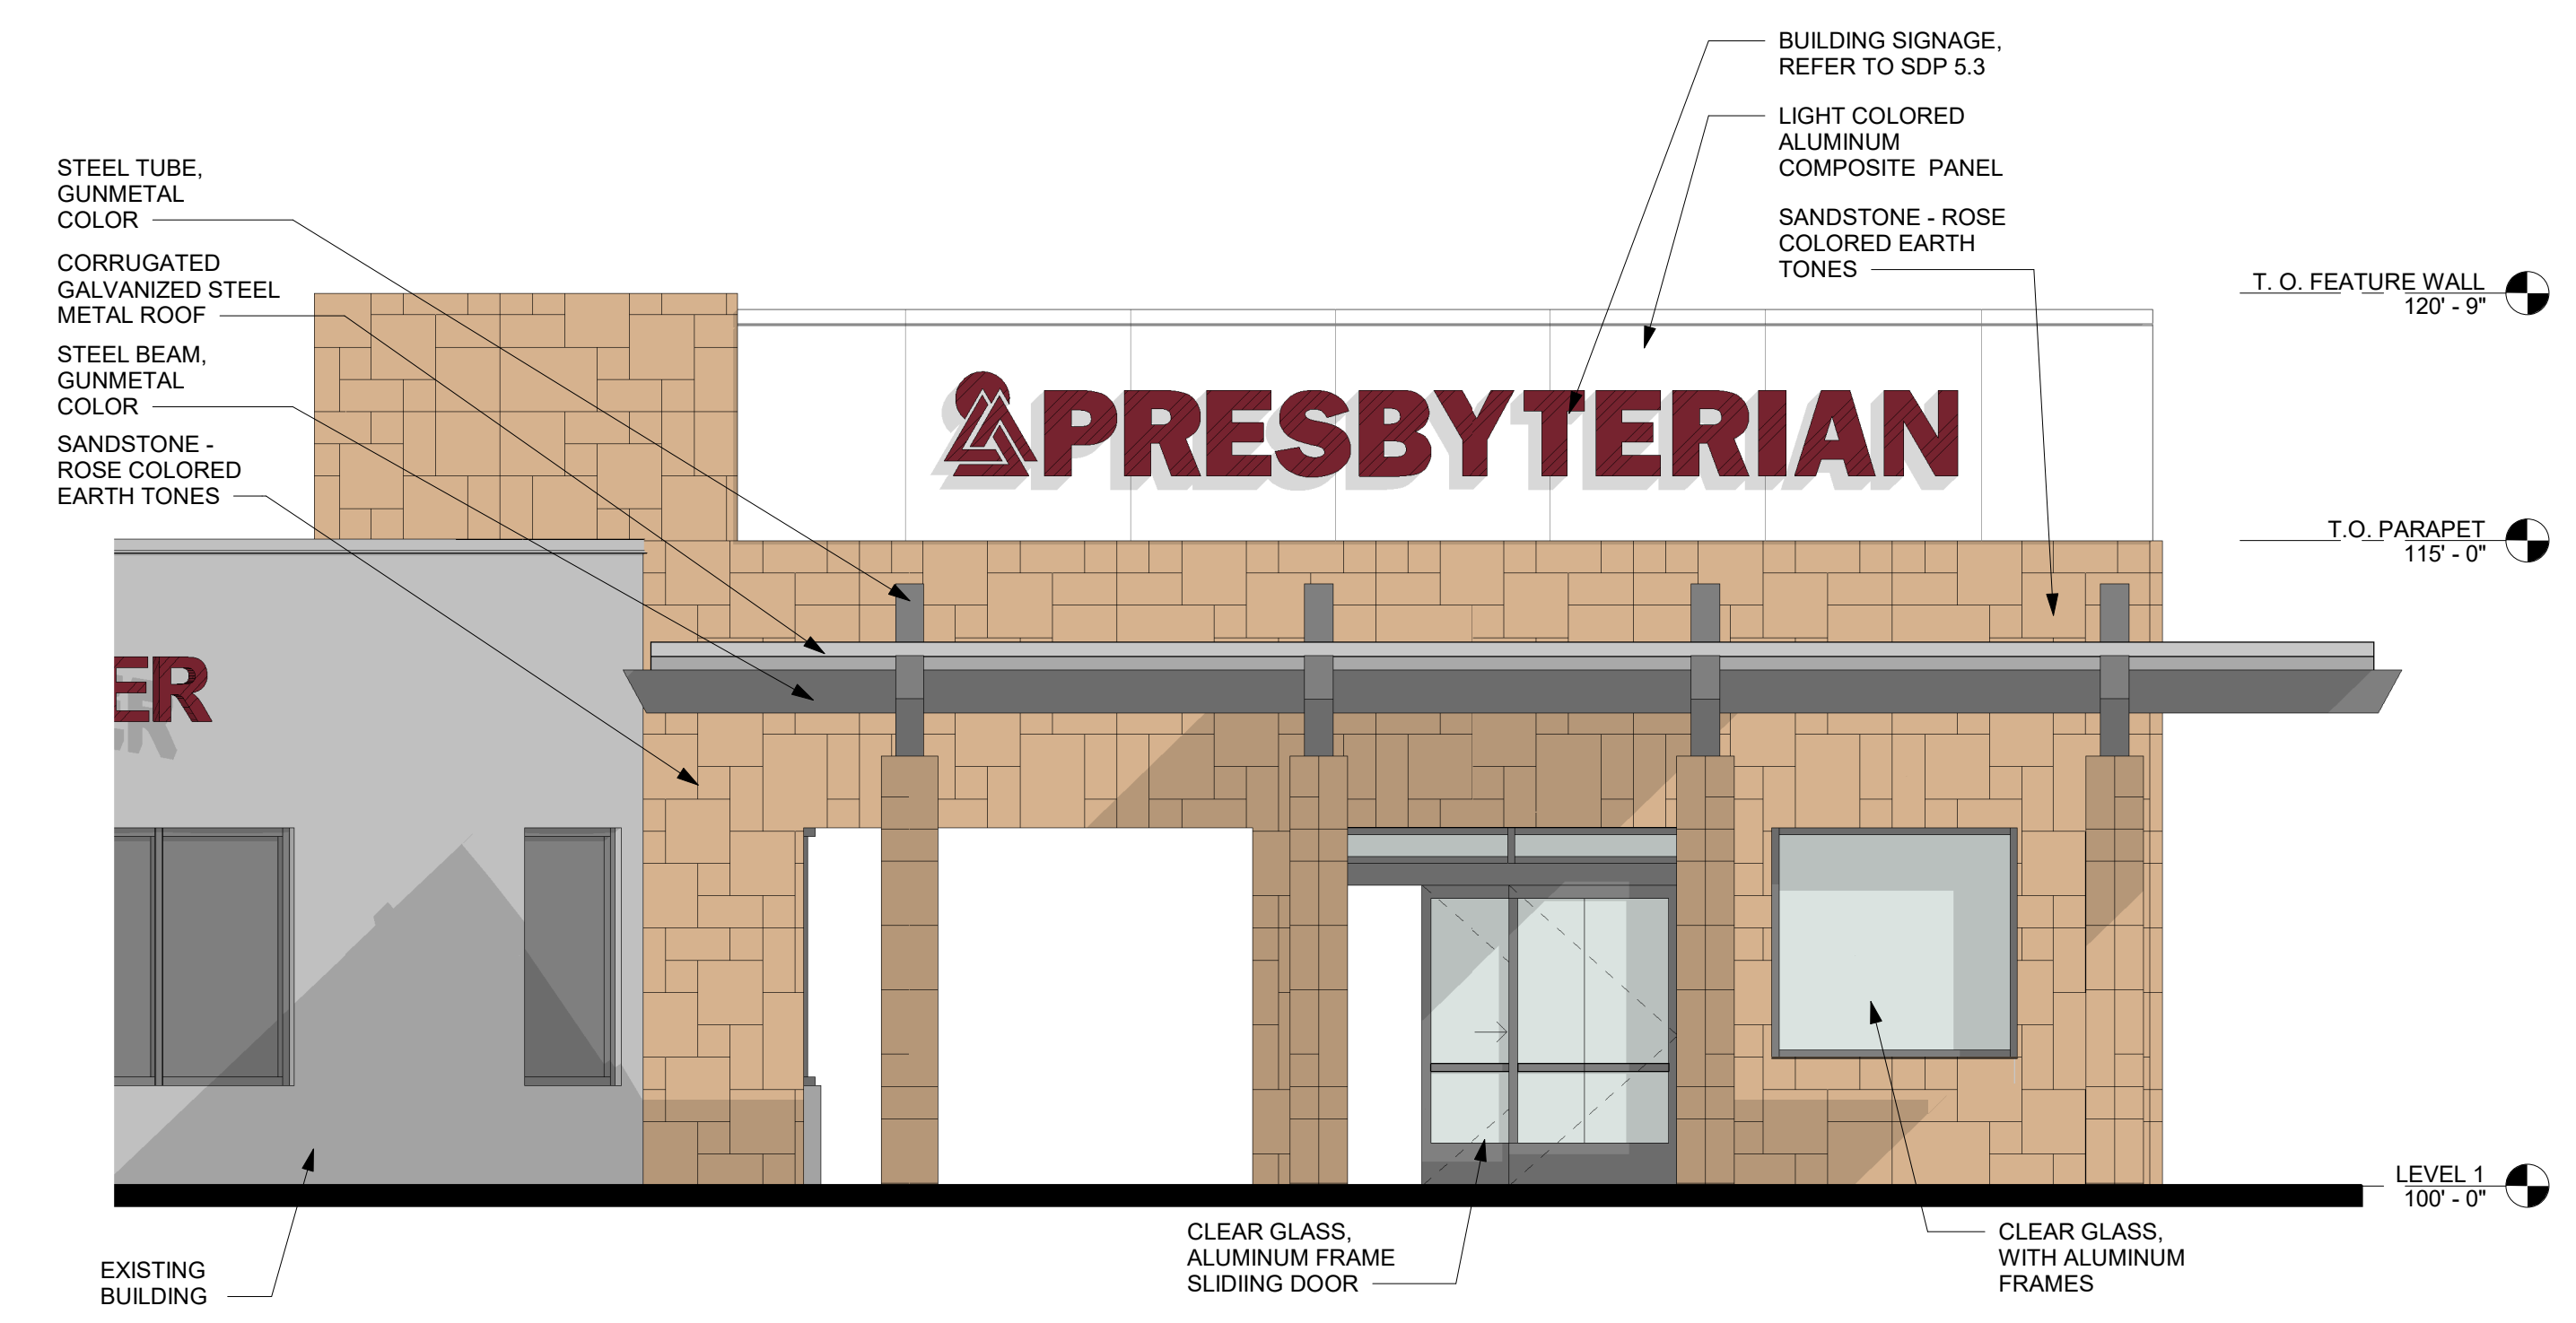 BUILDING SIGNAGE,
REFER TO SDP 5.3
LIGHT COLORED
ALUMINUM
COMPOSITE PANEL
SANDSTONE - ROSE
COLORED EARTH
TONES
STEEL TUBE,
GUNMETAL
COLOR
CORRUGATED
GALVANIZED STEEL
METAL ROOF
STEEL BEAM,
GUNMETAL
COLOR
SANDSTONE -
ROSE COLORED
EARTH TONES
T. O. FEATURE WALL
120' - 9"
PRESBYTERIAN
T.O. PARAPET
115' - 0"
ER
LEVEL 1
100' - 0"
EXISTING
BUILDING
CLEAR GLASS,
ALUMINUM FRAME
SLIDIING DOOR
CLEAR GLASS,
WITH ALUMINUM
FRAMES